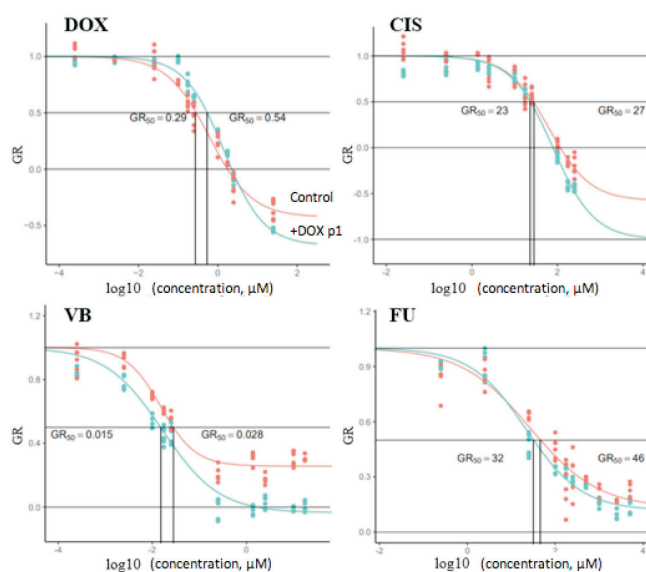 DOX
GR
1.0
0.5
0.0
−0.5
GR50 = 0.29
GR50 = 0.54
Control
+DOX p1
−4
−2
0
2
log10 (concentration, µM)
CIS
GR
1.0
0.5
0.0
−0.5
−1.0
GR50 = 23
GR50 = 27
0
2
4
log10 (concentration, µM)
VB
GR
1.2
0.8
0.4
0.0
GR50 = 0.015
GR50 = 0.028
−4
−2
0
log10 (concentration, µM)
FU
GR
1.2
0.9
0.6
0.3
0.0
GR50 = 32
GR50 = 46
−2
0
2
4
log10 (concentration, µM)